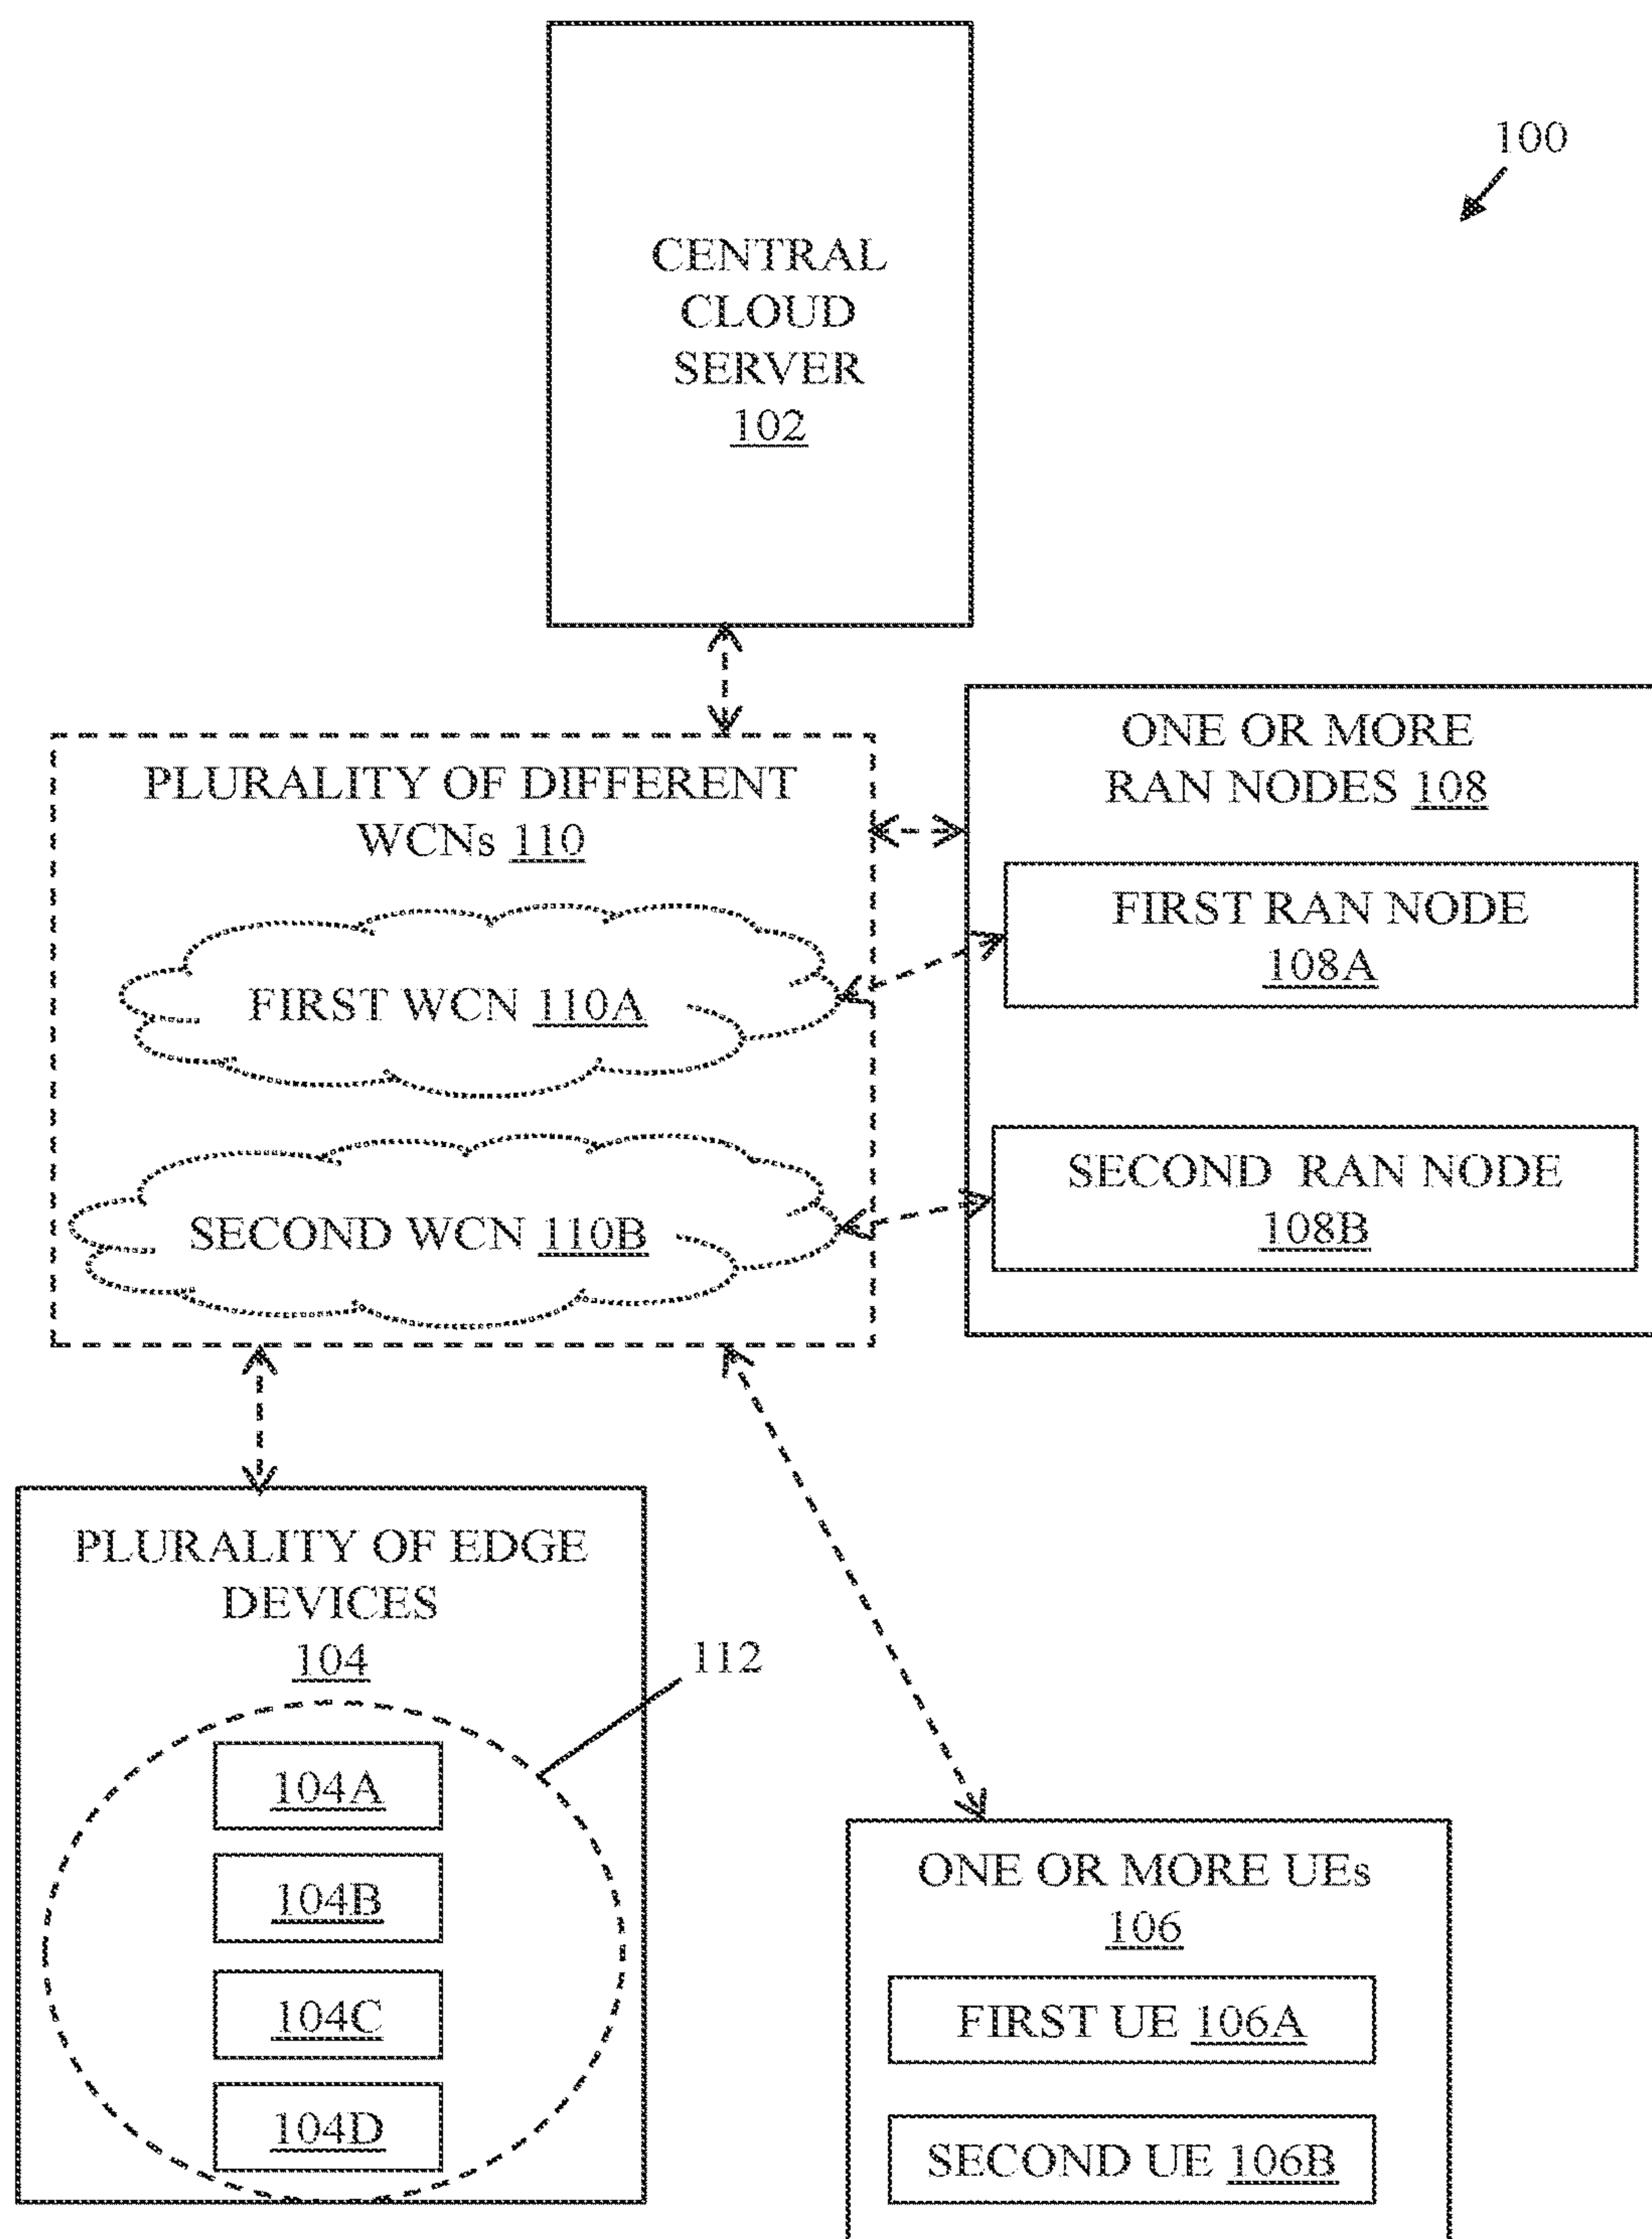 100
CENTRAL
CLOUD
SERVER
102
PLURALITY OF DIFFERENT
WCNs 110
FIRST WCN 110A
SECOND WCN 110B
ONE OR MORE
RAN NODES 108
FIRST RAN NODE
108A
SECOND RAN NODE
108B
PLURALITY OF EDGE
DEVICES
104
112
104A
104B
104C
104D
ONE OR MORE UEs
106
FIRST UE 106A
SECOND UE 106B